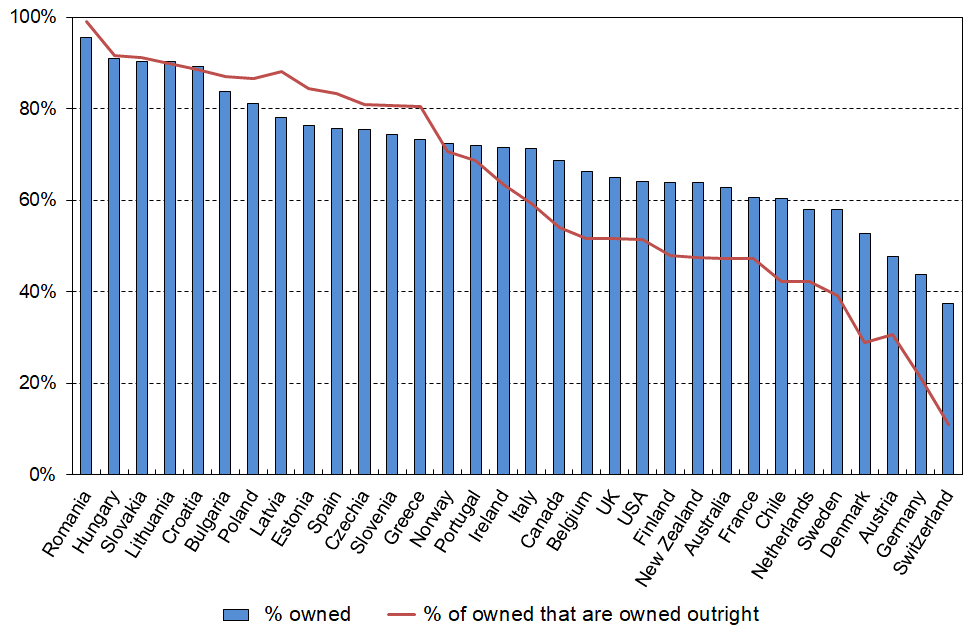 100%
80%
60%
40%
20%
0%
Romania
Hungary
Slovakia
Lithuania
Croatia
Bulgaria
Poland
Latvia
Estonia
Spain
Czechia
Slovenia
Greece
Norway
Portugal
Ireland
Italy
Canada
Belgium
UK
USA
Finland
New Zealand
Australia
France
Chile
Netherlands
Sweden
Denmark
Austria
Germany
Switzerland
% owned
% of owned that are owned outright